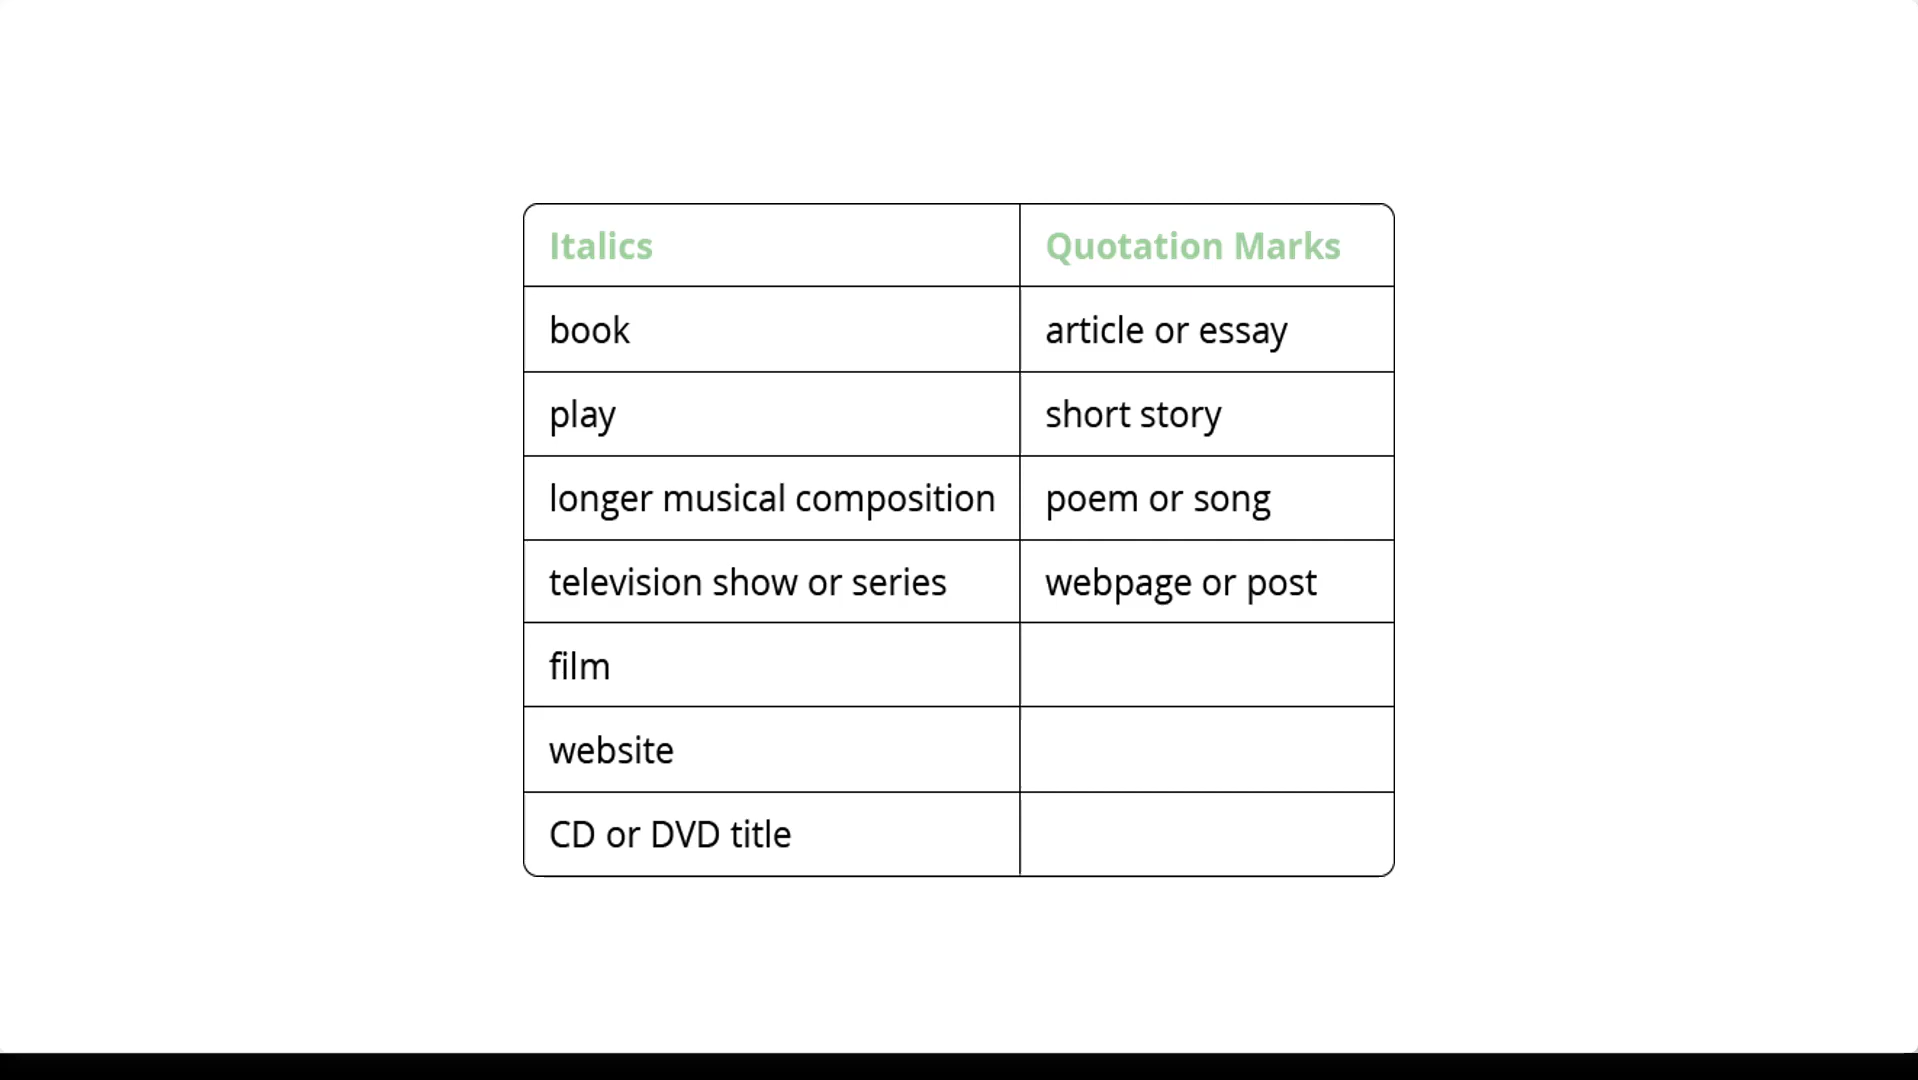 Italics Quotation Marks
book article or essay
play short story
longer musical composition poem or song
television show or series webpage or post
film
website
CD or DVD title